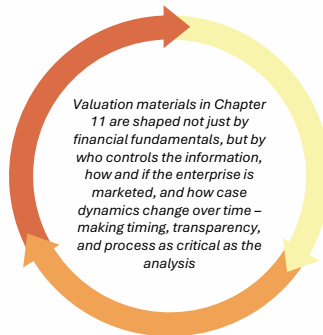 Valuation materials in Chapter
11 are shaped not just by
financial fundamentals, but by
who controls the information,
how and if the enterprise is
marketed, and how case
dynamics change over time –
making timing, transparency,
and process as critical as the
analysis